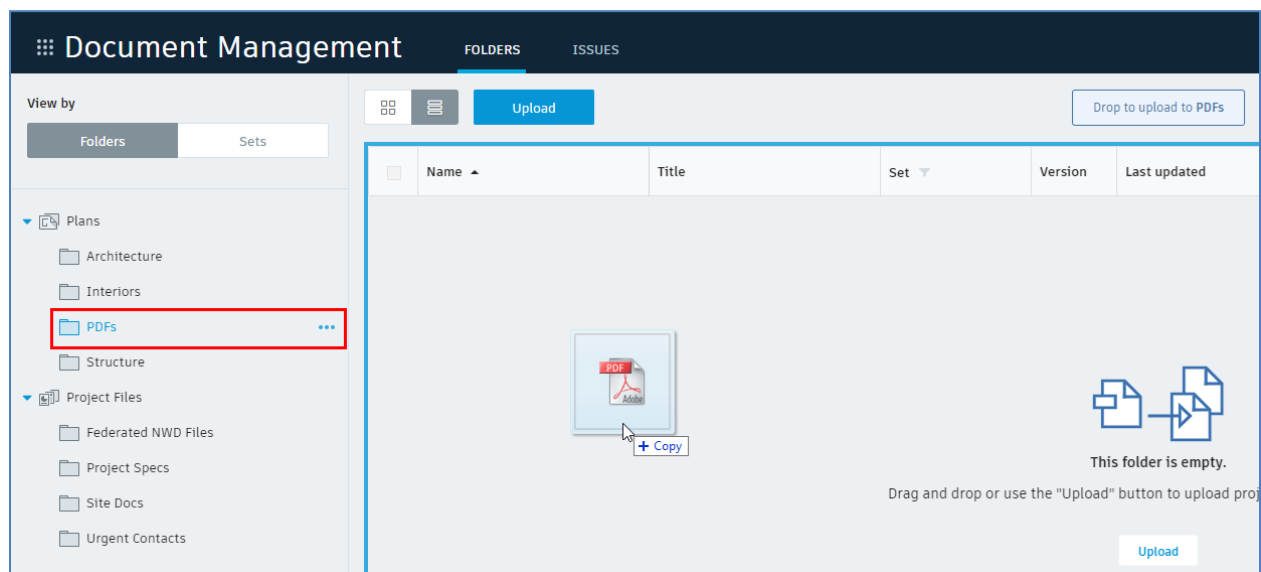 Document Management
FOLDERS
ISSUES
View by
Folders
Sets
Upload
Drop to upload to PDFs
Name
Title
Set
Version
Last updated
Plans
Architecture
Interiors
PDFs
Structure
Project Files
Federated NWD Files
Project Specs
Site Docs
Urgent Contacts
PDF
Adobe
+ Copy
This folder is empty.
Drag and drop or use the "Upload" button to upload proj
Upload